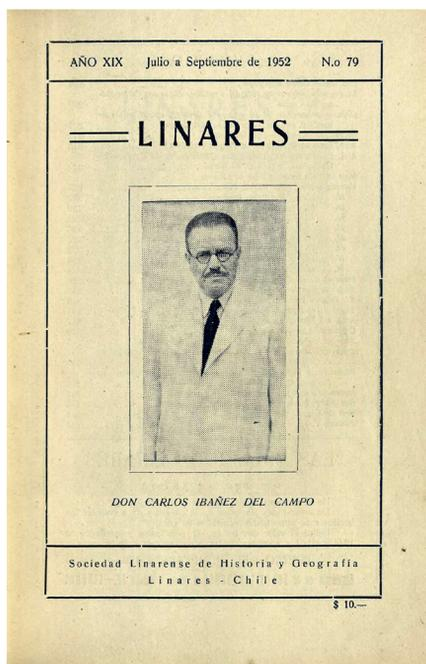 AÑO XIX Julio a Septiembre de 1952 N.o 79
LINARES
DON CARLOS IBAÑEZ DEL CAMPO
Sociedad Linarense de Historia y Geografía
Linares - Chile
$ 10.—